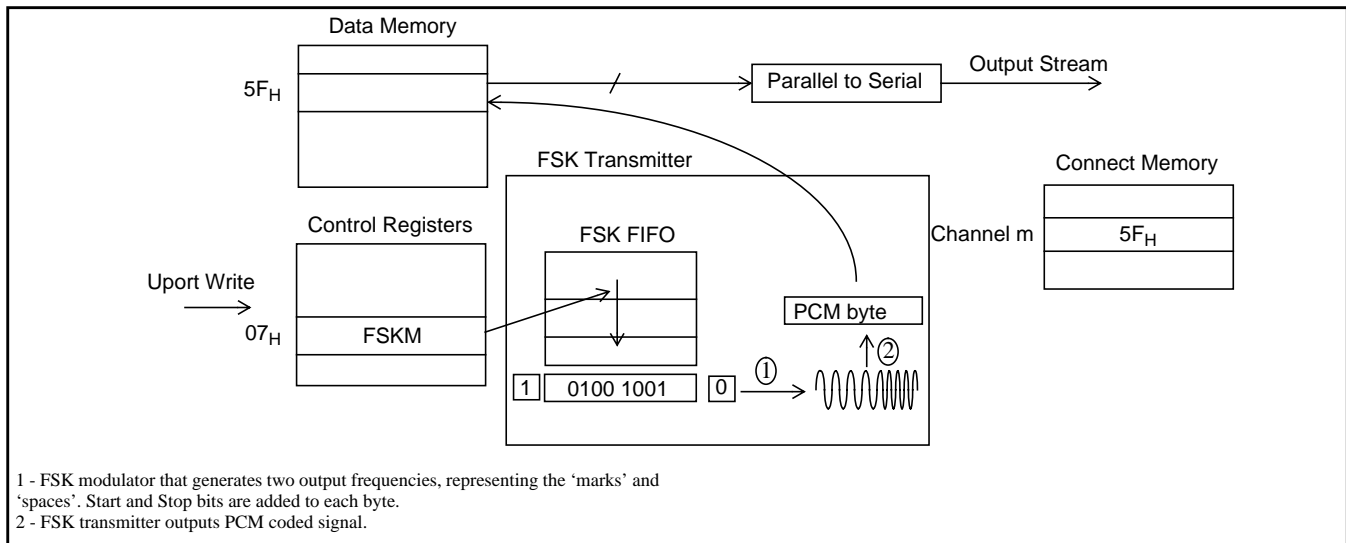 Data Memory
5FH
Parallel to Serial
Output Stream
FSK Transmitter
Connect Memory
Control Registers
FSK FIFO
Channel m
5FH
Uport Write
PCM byte
07H
FSKM
2
1
1
0100 1001
0
1 - FSK modulator that generates two output frequencies, representing the ‘marks’ and
‘spaces’. Start and Stop bits are added to each byte.
2 - FSK transmitter outputs PCM coded signal.